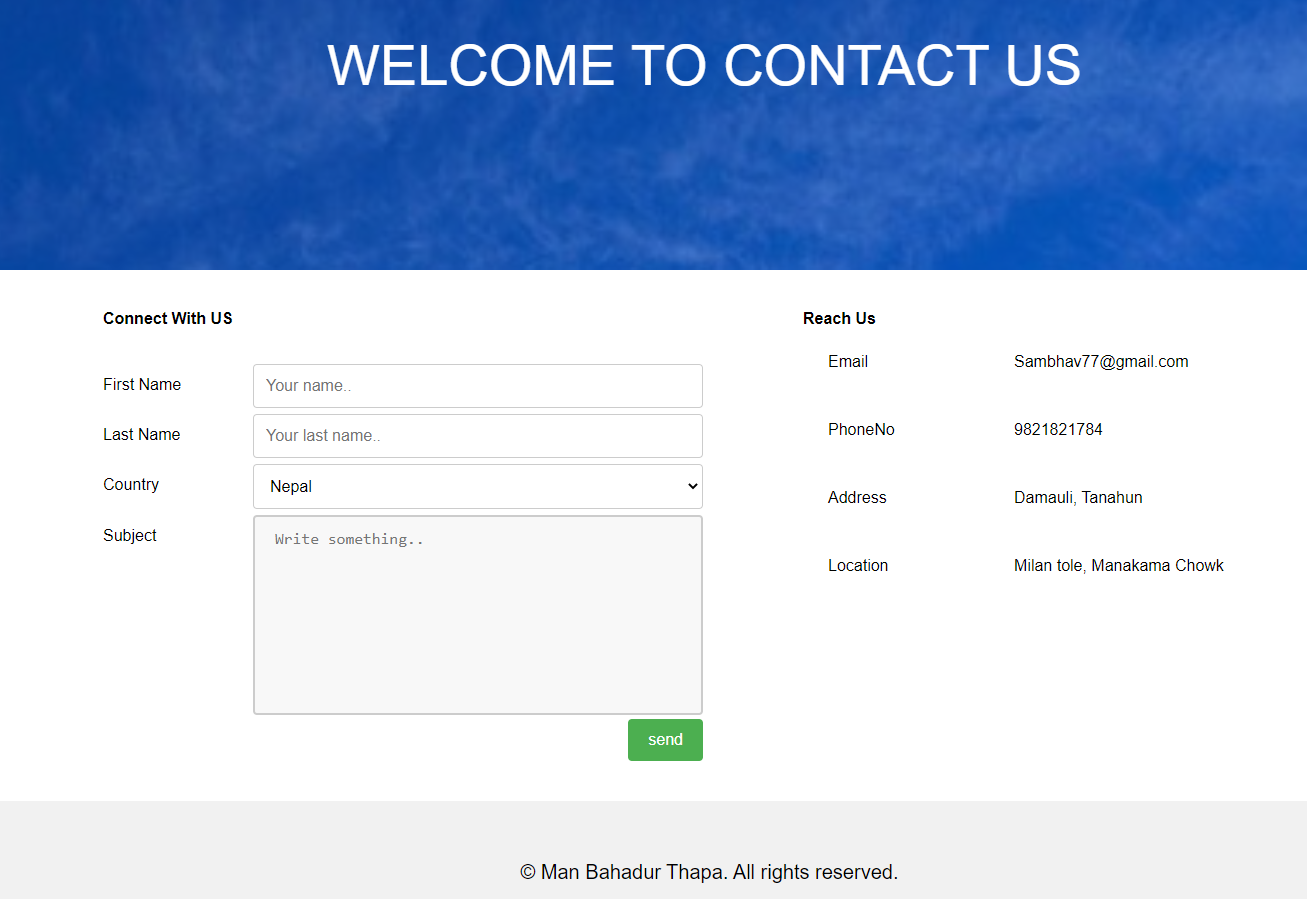 WELCOME TO CONTACT US
Connect With US
First Name
Your name..
Last Name
Your last name..
Country
Nepal
Subject
Write something..
send
Reach Us
Email
Sambhav77@gmail.com
PhoneNo
9821821784
Address
Damauli, Tanahun
Location
Milan tole, Manakama Chowk
© Man Bahadur Thapa. All rights reserved.